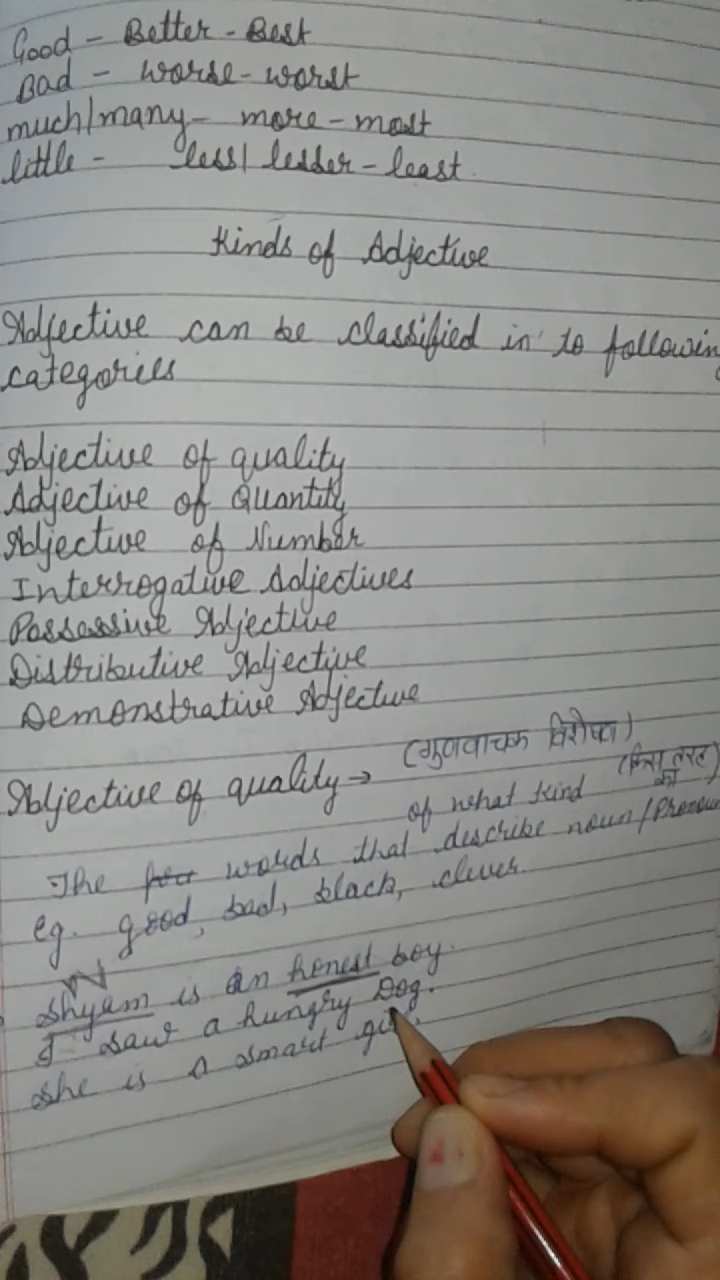 Good - Better - Best
Bad - worse - worst
much/many - more - most
little - less/ lesser - least
Kinds of Adjective
Adjective can be classified in to followin
categories
Adjective of quality
Adjective of Quantity
Adjective of Number
Interrogative Adjectives
Possessive Adjective
Distributive Adjective
Demonstrative Adjective
Adjective of quality → (गुणवाचक विशेषण)
of what kind (किस तरह का)
The words that describe noun/Pronoun
eg. good, bad, black, clever
N
Shyam is an honest boy.
I saw a hungry Dog.
She is a smart